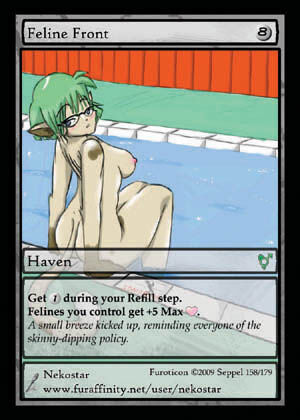 Feline Front 8
Haven
Get 1 during your Refill step.
Felines you control get +5 Max
A small breeze kicked up, reminding everyone of the
skinny-dipping policy.
Nekostar Furoticon ©2009 Seppel 158/179
www.furaffinity.net/user/nekostar